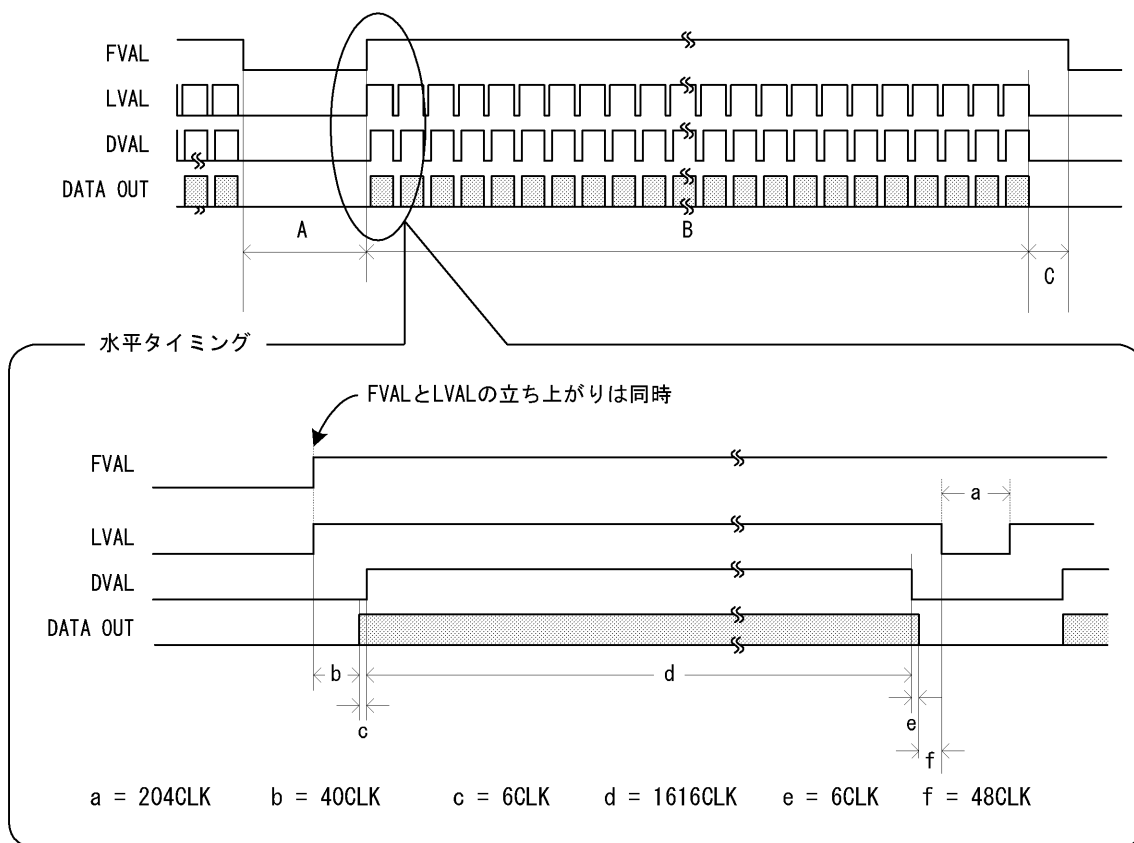 FVAL
LVAL
DVAL
DATA OUT
A
B
C
水平タイミング
FVALとLVALの立ち上がりは同時
FVAL
a
LVAL
DVAL
DATA OUT
b
d
c
e
f
a = 204CLK b = 40CLK c = 6CLK d = 1616CLK e = 6CLK f = 48CLK